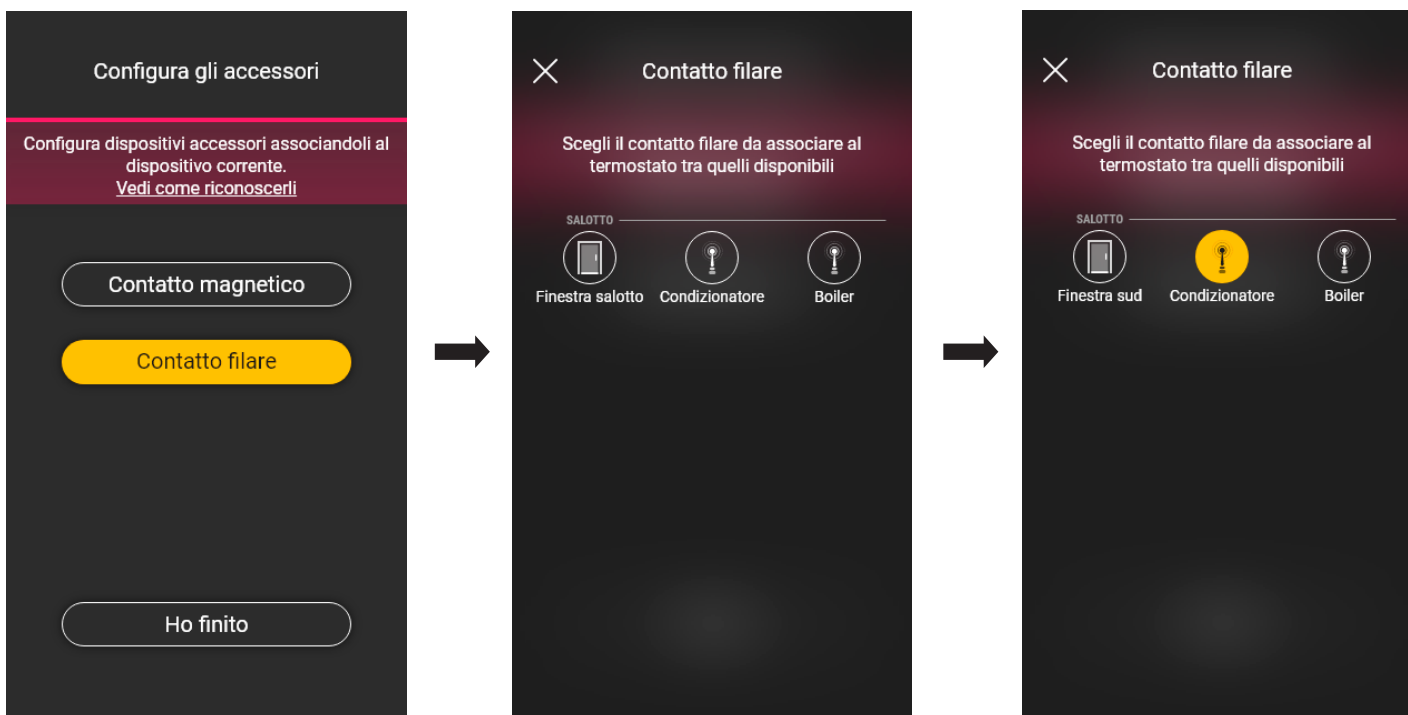 Configura gli accessori
Configura dispositivi accessori associandoli al
dispositivo corrente.
Vedi come riconoscerli
Contatto magnetico
Contatto filare
Ho finito
Contatto filare
Scegli il contatto filare da associare al
termostato tra quelli disponibili
SALOTTO
Finestra salotto Condizionatore Boiler
Contatto filare
Scegli il contatto filare da associare al
termostato tra quelli disponibili
SALOTTO
Finestra sud Condizionatore Boiler